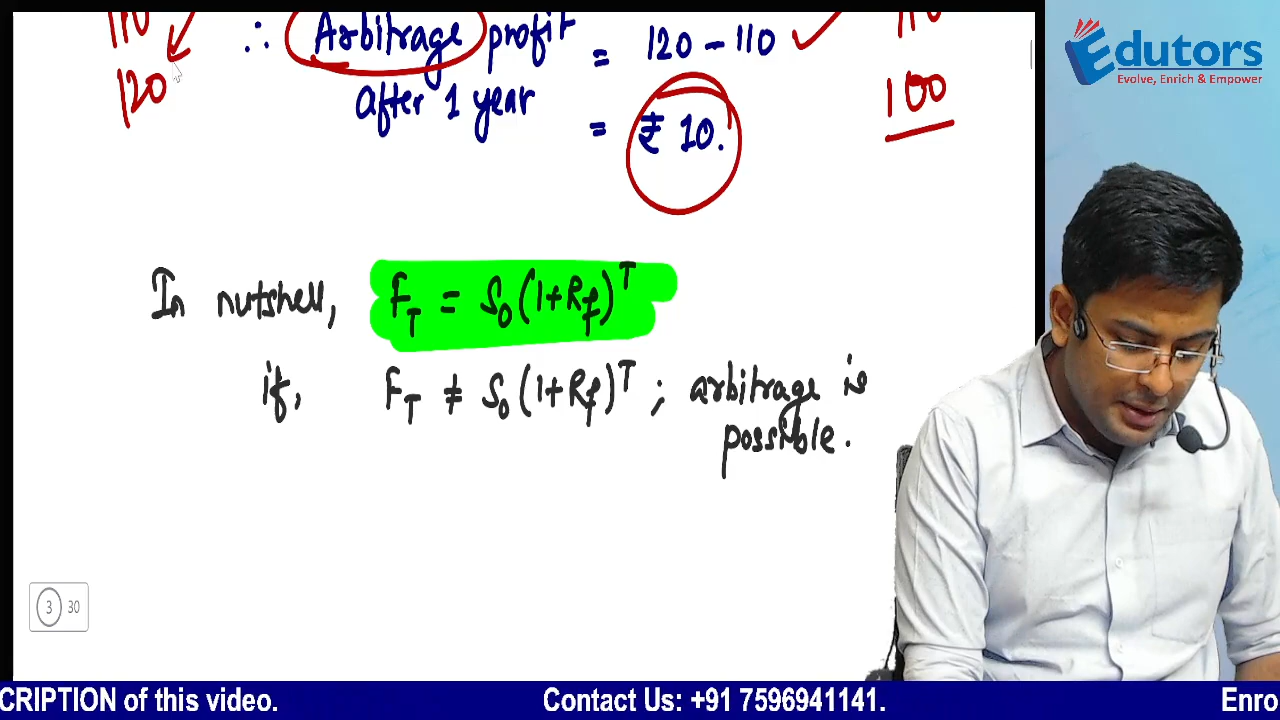 110
120
∴ Arbitrage profit = 120 - 110
after 1 year = ₹ 10.
110
100
In nutshell, F_T = S_0 (1+R_f)^T
if, F_T ≠ S_0 (1+R_f)^T ; arbitrage is
possible.
3 30
Edutors
Evolve, Enrich & Empower
CRIPTION of this video. Contact Us: +91 7596941141. Enro